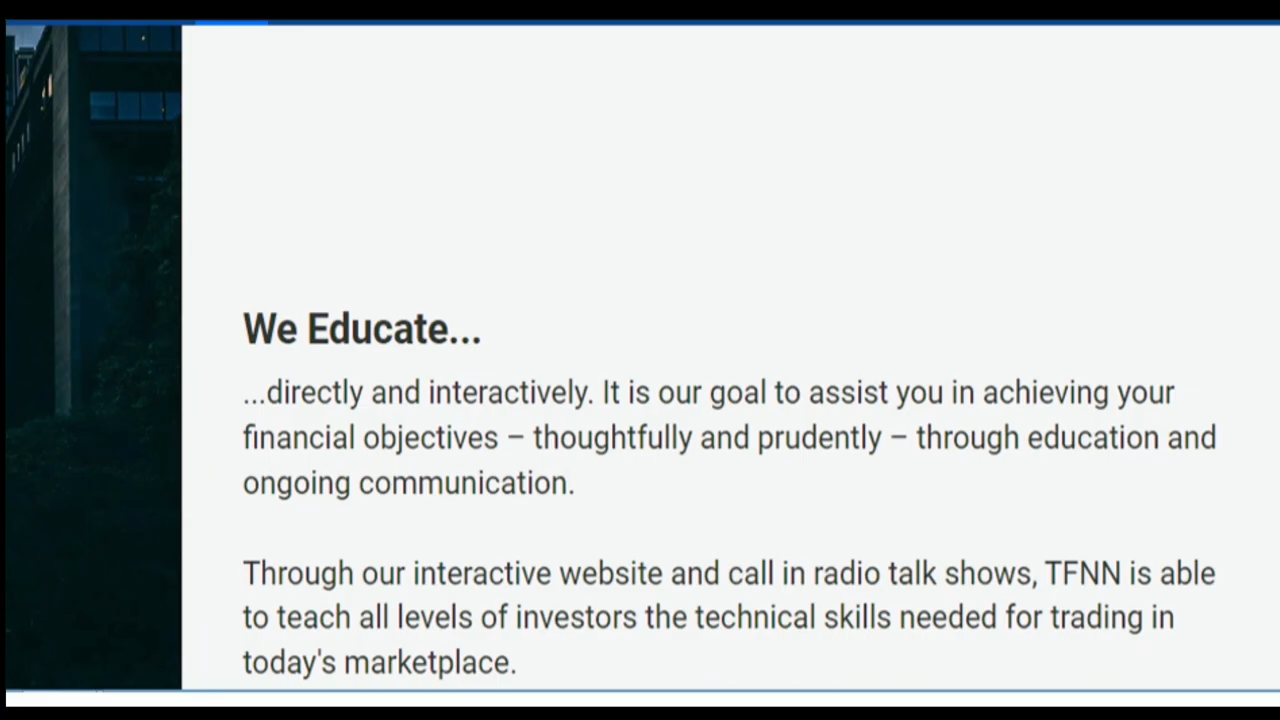 We Educate...
...directly and interactively. It is our goal to assist you in achieving your
financial objectives – thoughtfully and prudently – through education and
ongoing communication.
Through our interactive website and call in radio talk shows, TFNN is able
to teach all levels of investors the technical skills needed for trading in
today's marketplace.